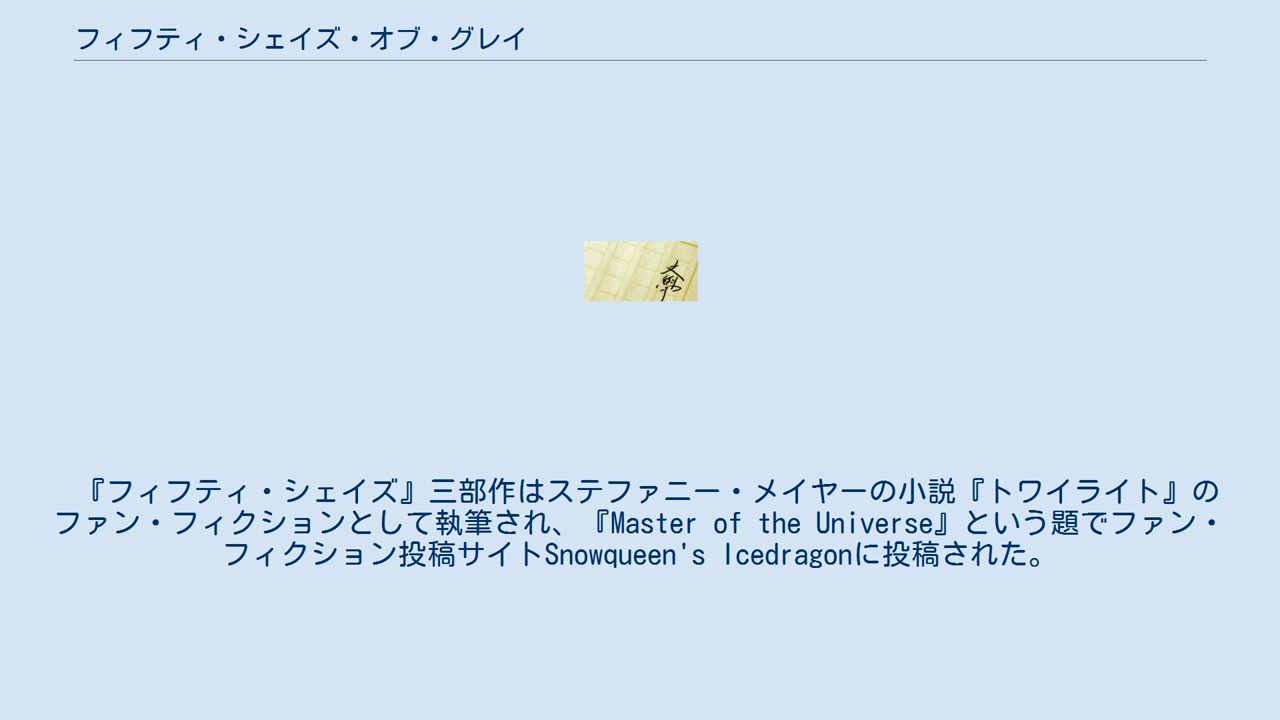 フィフティ・シェイズ・オブ・グレイ
『フィフティ・シェイズ』三部作はステファニー・メイヤーの小説『トワイライト』の
ファン・フィクションとして執筆され、『Master of the Universe』という題でファン・
フィクション投稿サイトSnowqueen's Icedragonに投稿された。